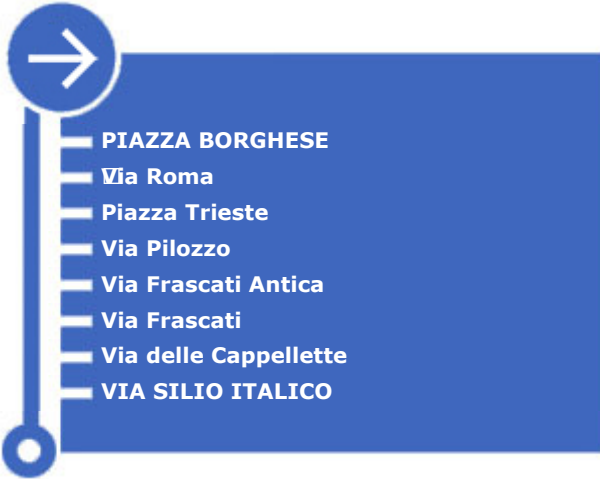 PIAZZA BORGHESE
Via Roma
Piazza Trieste
Via Pilozzo
Via Frascati Antica
Via Frascati
Via delle Cappellette
VIA SILIO ITALICO